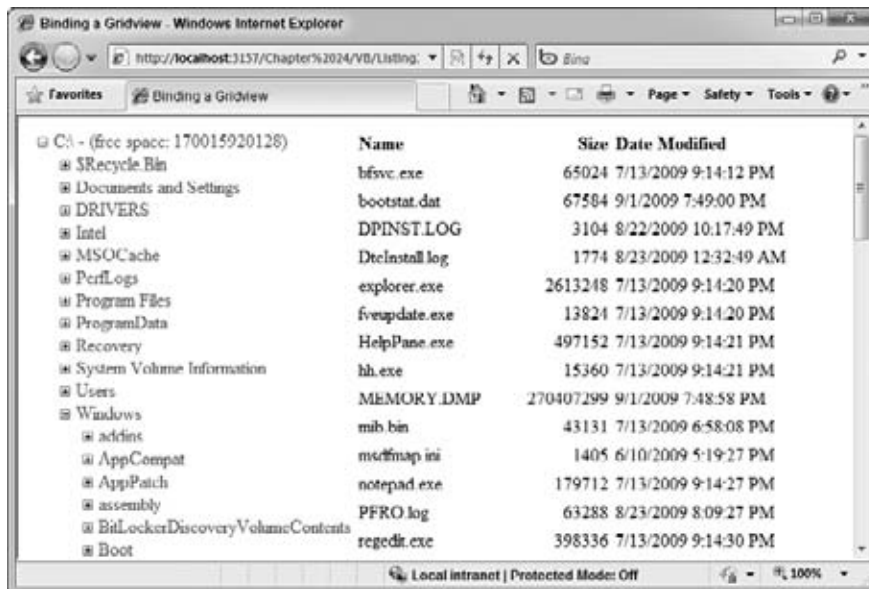 Binding a Gridview - Windows Internet Explorer
http://localhost:3157/Chapter%2024/VB/Listing:
Bing
Favorites
Binding a Gridview
Page
Safety
Tools
C:\ - (free space: 170015920128)
$Recycle.Bin
Documents and Settings
DRIVERS
Intel
MSOCache
PerfLogs
Program Files
ProgramData
Recovery
System Volume Information
Users
Windows
addins
AppCompat
AppPatch
assembly
BitLockerDiscoveryVolumeContents
Boot
Name Size Date Modified
bfsvc.exe 65024 7/13/2009 9:14:12 PM
bootstat.dat 67584 9/1/2009 7:49:00 PM
DPINST.LOG 3104 8/22/2009 10:17:49 PM
DtcInstall.log 1774 8/23/2009 12:32:49 AM
explorer.exe 2613248 7/13/2009 9:14:20 PM
fveupdate.exe 13824 7/13/2009 9:14:20 PM
HelpPane.exe 497152 7/13/2009 9:14:21 PM
hh.exe 15360 7/13/2009 9:14:21 PM
MEMORY.DMP 270407299 9/1/2009 7:48:58 PM
mib.bin 43131 7/13/2009 6:58:08 PM
msdfmap.ini 1405 6/10/2009 5:19:27 PM
notepad.exe 179712 7/13/2009 9:14:27 PM
PFRO.log 63288 8/23/2009 8:09:27 PM
regedit.exe 398336 7/13/2009 9:14:30 PM
Local intranet | Protected Mode: Off
100%